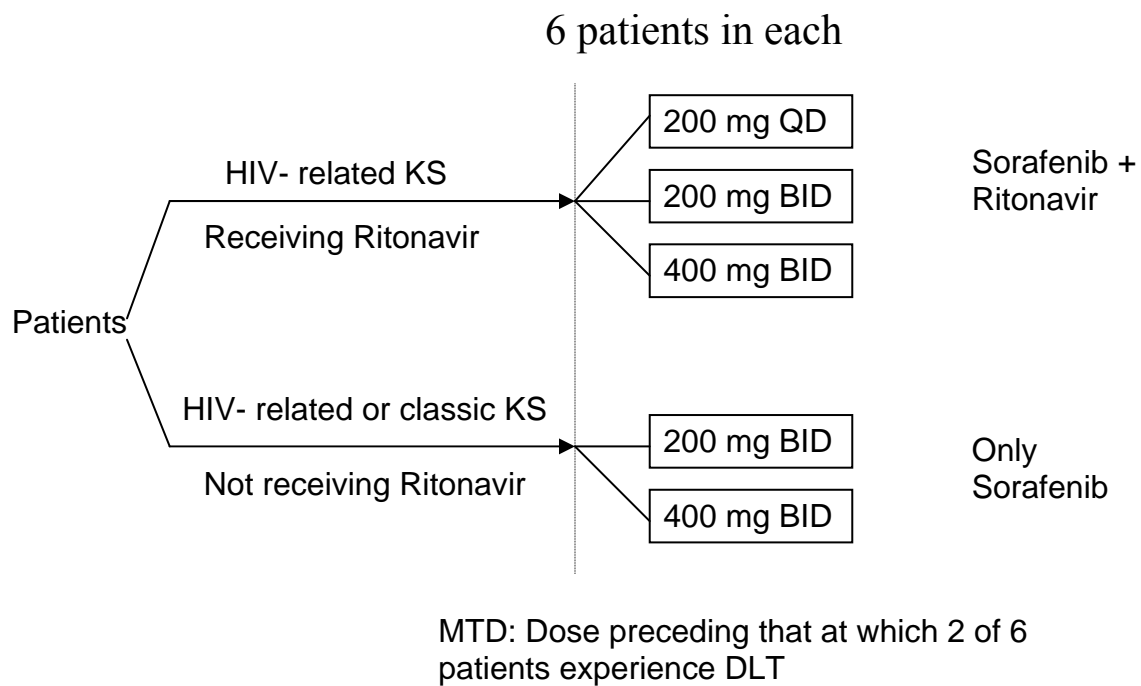 6 patients in each
200 mg QD
HIV- related KS
200 mg BID
Sorafenib +
Ritonavir
Receiving Ritonavir
400 mg BID
Patients
HIV- related or classic KS
200 mg BID
Only
Sorafenib
Not receiving Ritonavir
400 mg BID
MTD: Dose preceding that at which 2 of 6
patients experience DLT